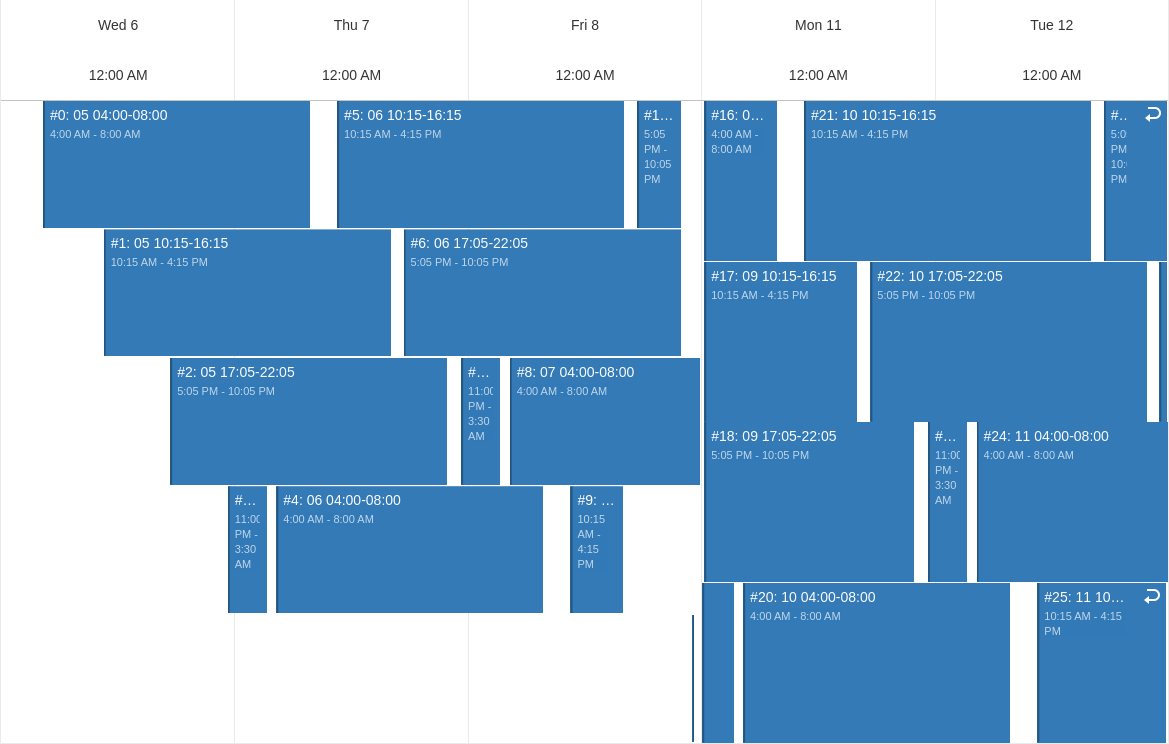 Wed 6
Thu 7
Fri 8
Mon 11
Tue 12
12:00 AM
12:00 AM
12:00 AM
12:00 AM
12:00 AM
#0: 05 04:00-08:00
4:00 AM - 8:00 AM
#5: 06 10:15-16:15
10:15 AM - 4:15 PM
#1…
5:05
PM -
10:05
PM
#16: 0…
4:00 AM -
8:00 AM
#21: 10 10:15-16:15
10:15 AM - 4:15 PM
#…
PM
PM
#1: 05 10:15-16:15
10:15 AM - 4:15 PM
#6: 06 17:05-22:05
5:05 PM - 10:05 PM
#17: 09 10:15-16:15
10:15 AM - 4:15 PM
#22: 10 17:05-22:05
5:05 PM - 10:05 PM
#2: 05 17:05-22:05
5:05 PM - 10:05 PM
#…
11:00
PM -
3:30
AM
#8: 07 04:00-08:00
4:00 AM - 8:00 AM
#18: 09 17:05-22:05
5:05 PM - 10:05 PM
#…
11:00
PM -
3:30
AM
#24: 11 04:00-08:00
4:00 AM - 8:00 AM
#…
11:00
PM -
3:30
AM
#4: 06 04:00-08:00
4:00 AM - 8:00 AM
#9: …
10:15
AM -
4:15
PM
#20: 10 04:00-08:00
4:00 AM - 8:00 AM
#25: 11 10…
10:15 AM - 4:15
PM